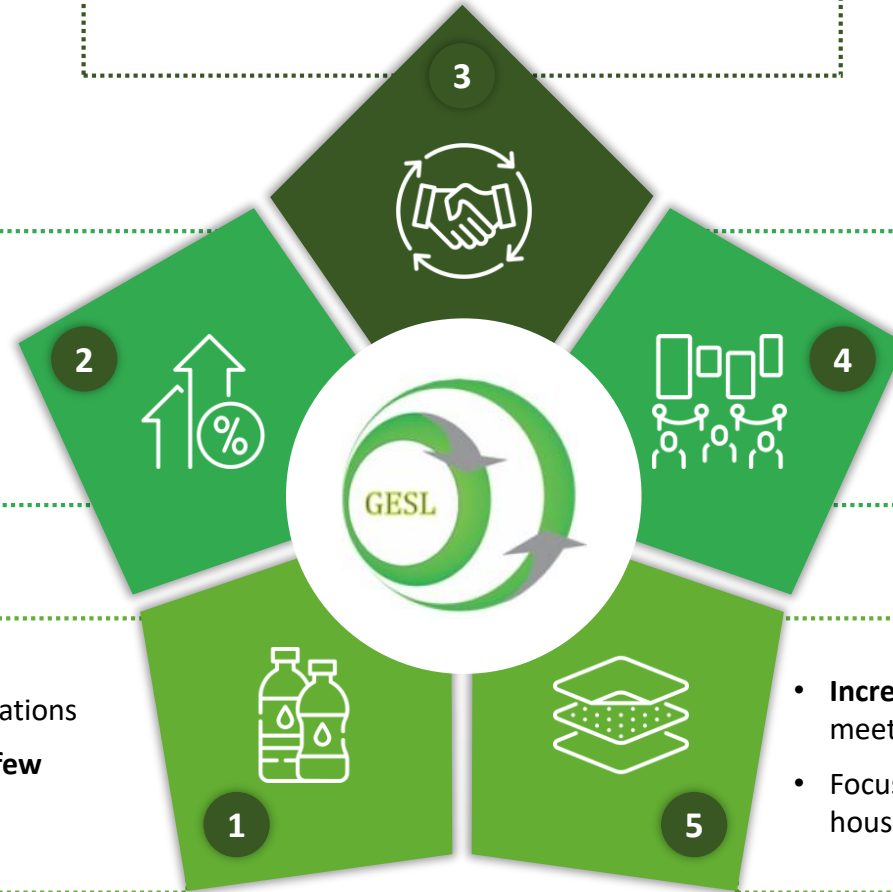 3
2
4
%
GESL
ations
few
1
5
• Incre
meet
• Focus
hous